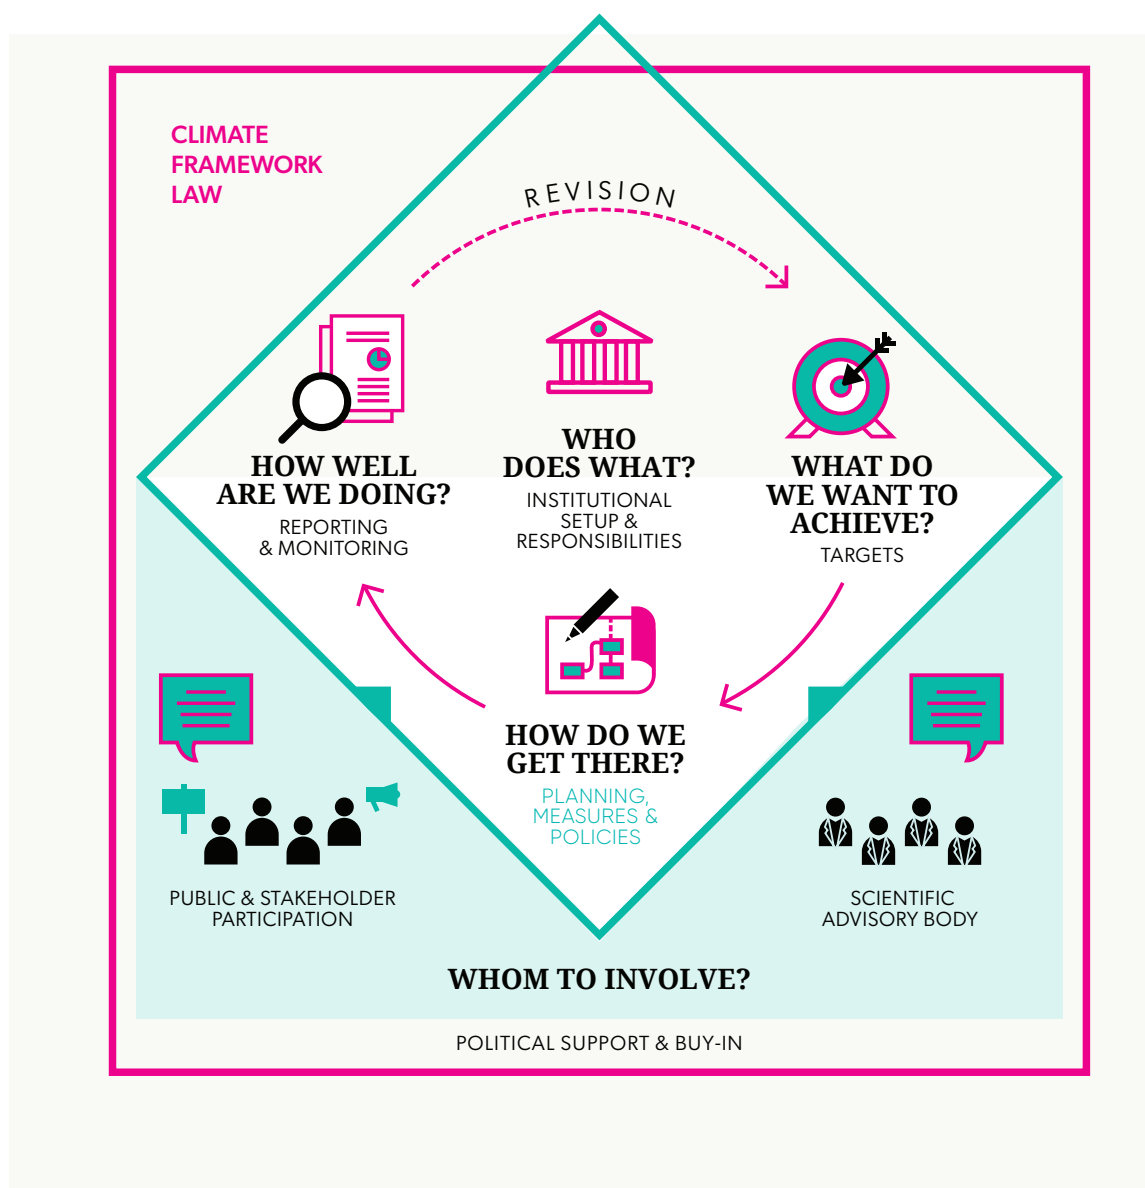 CLIMATE
FRAMEWORK
LAW
REVISION
HOW WELL
ARE WE DOING?
REPORTING
& MONITORING
WHO
DOES WHAT?
INSTITUTIONAL
SETUP &
RESPONSIBILITIES
WHAT DO
WE WANT TO
ACHIEVE?
TARGETS
HOW DO WE
GET THERE?
PLANNING,
MEASURES &
POLICIES
PUBLIC & STAKEHOLDER
PARTICIPATION
SCIENTIFIC
ADVISORY BODY
WHOM TO INVOLVE?
POLITICAL SUPPORT & BUY-IN